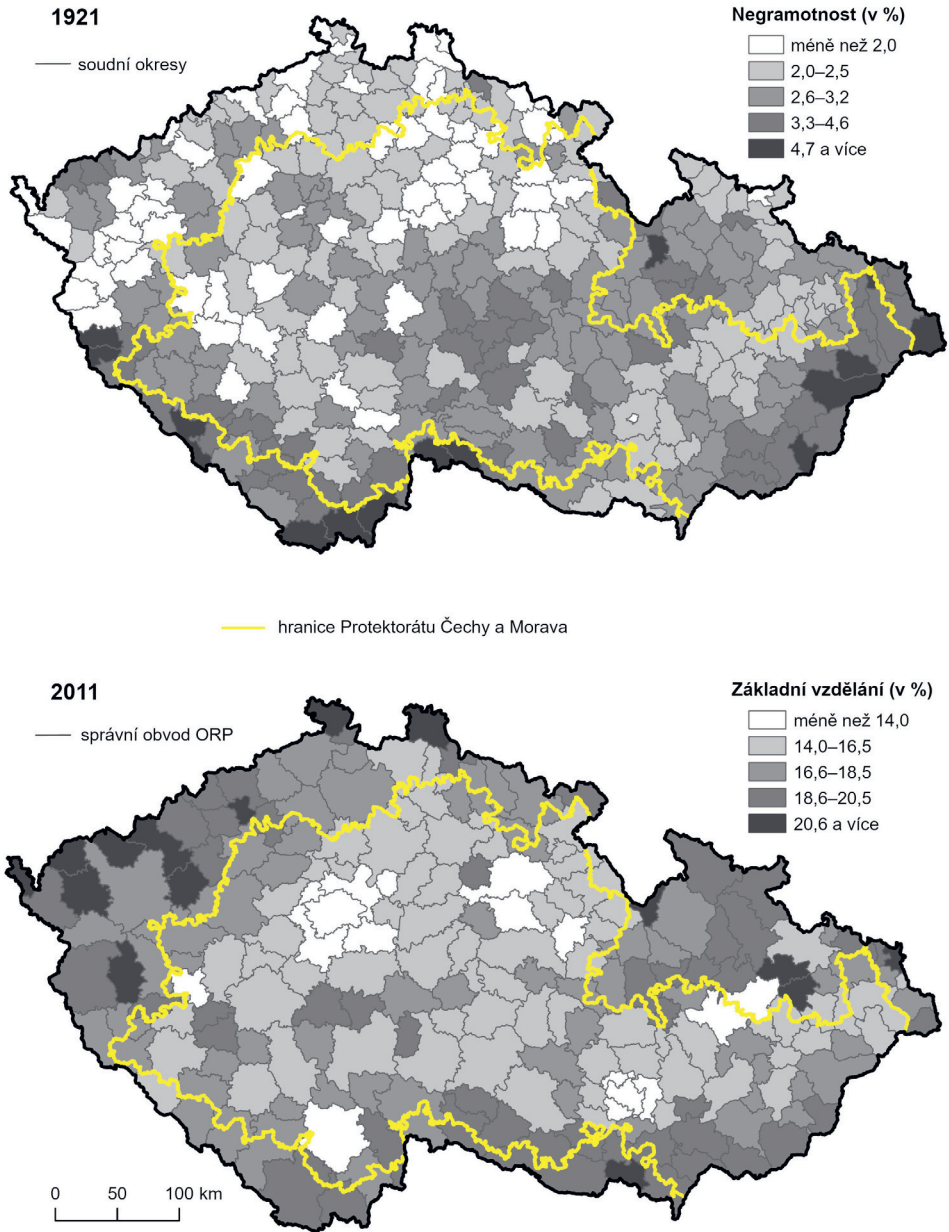 1921
soudní okresy
Negramotnost (v %)
méně než 2,0
2,0–2,5
2,6–3,2
3,3–4,6
4,7 a více
hranice Protektorátu Čechy a Morava
2011
správní obvod ORP
Základní vzdělání (v %)
méně než 14,0
14,0–16,5
16,6–18,5
18,6–20,5
20,6 a více
0 50 100 km